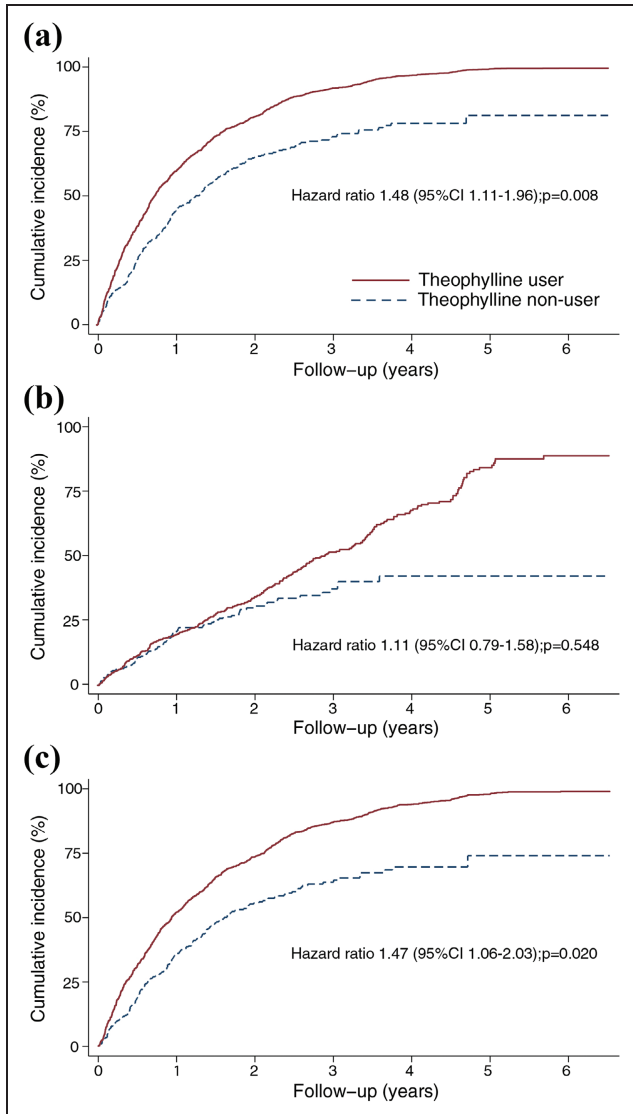 (a)
100
75
50
25
0
Cumulative incidence (%)
Hazard ratio 1.48 (95%CI 1.11-1.96);p=0.008
Theophylline user
Theophylline non-user
0 1 2 3 4 5 6
Follow-up (years)
(b)
100
75
50
25
0
Cumulative incidence (%)
Hazard ratio 1.11 (95%CI 0.79-1.58);p=0.548
0 1 2 3 4 5 6
Follow-up (years)
(c)
100
75
50
25
0
Cumulative incidence (%)
Hazard ratio 1.47 (95%CI 1.06-2.03);p=0.020
0 1 2 3 4 5 6
Follow-up (years)